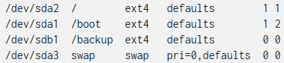 /dev/sda2 / ext4 defaults 1 1
/dev/sda1 /boot ext4 defaults 1 2
/dev/sdb1 /backup ext4 defaults 0 0
/dev/sda3 swap swap pri=0,defaults 0 0